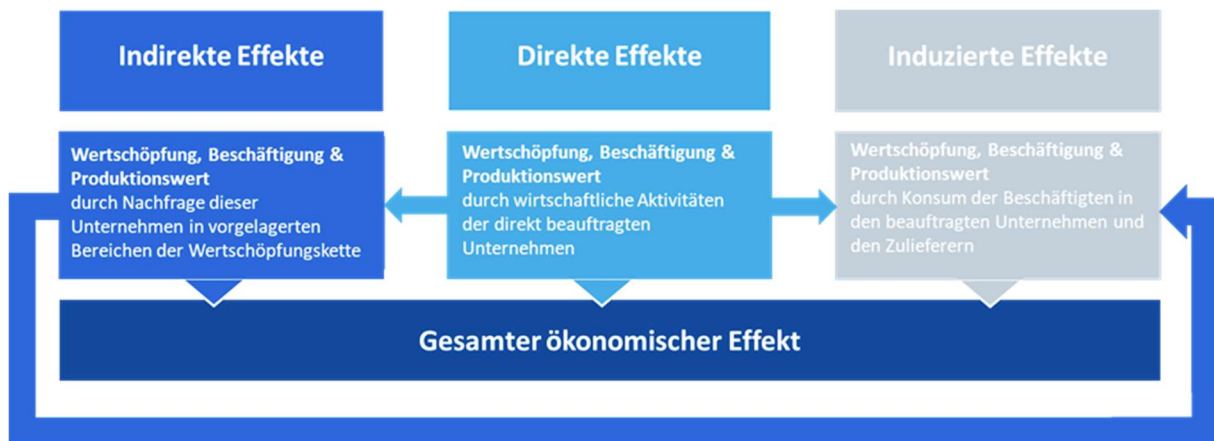 Indirekte Effekte
Direkte Effekte
Induzierte Effekte
Wertschöpfung, Beschäftigung &
Produktionswert
durch Nachfrage dieser
Unternehmen in vorgelagerten
Bereichen der Wertschöpfungskette
Wertschöpfung, Beschäftigung &
Produktionswert
durch wirtschaftliche Aktivitäten
der direkt beauftragten
Unternehmen
Wertschöpfung, Beschäftigung &
Produktionswert
durch Konsum der Beschäftigten in
den beauftragten Unternehmen und
den Zulieferern
Gesamter ökonomischer Effekt